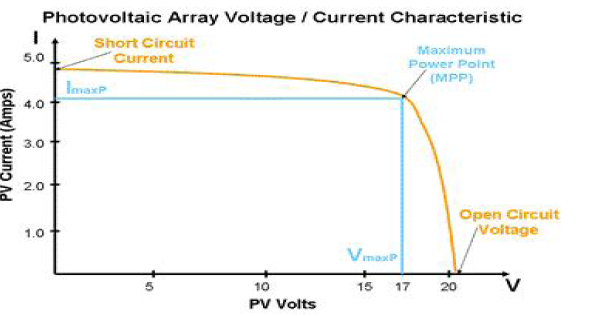 Photovoltaic Array Voltage / Current Characteristic
I
Short Circuit
Current
Maximum
Power Point
(MPP)
5.0
ImaxP
4.0
PV Current (Amps)
3.0
2.0
1.0
Open Circuit
Voltage
VmaxP
5
10
15
17
20
V
PV Volts